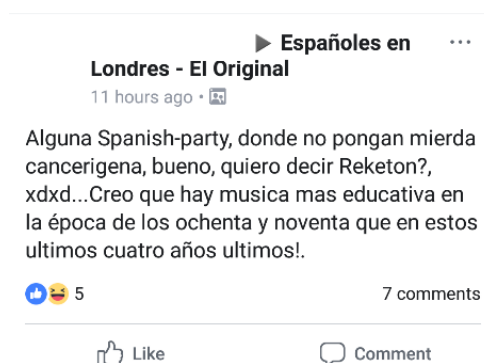 Españoles en
Londres - El Original
11 hours ago
Alguna Spanish-party, donde no pongan mierda
cancerigena, bueno, quiero decir Reketon?,
xdxd...Creo que hay musica mas educativa en
la época de los ochenta y noventa que en estos
ultimos cuatro años ultimos!.
5
7 comments
Like
Comment